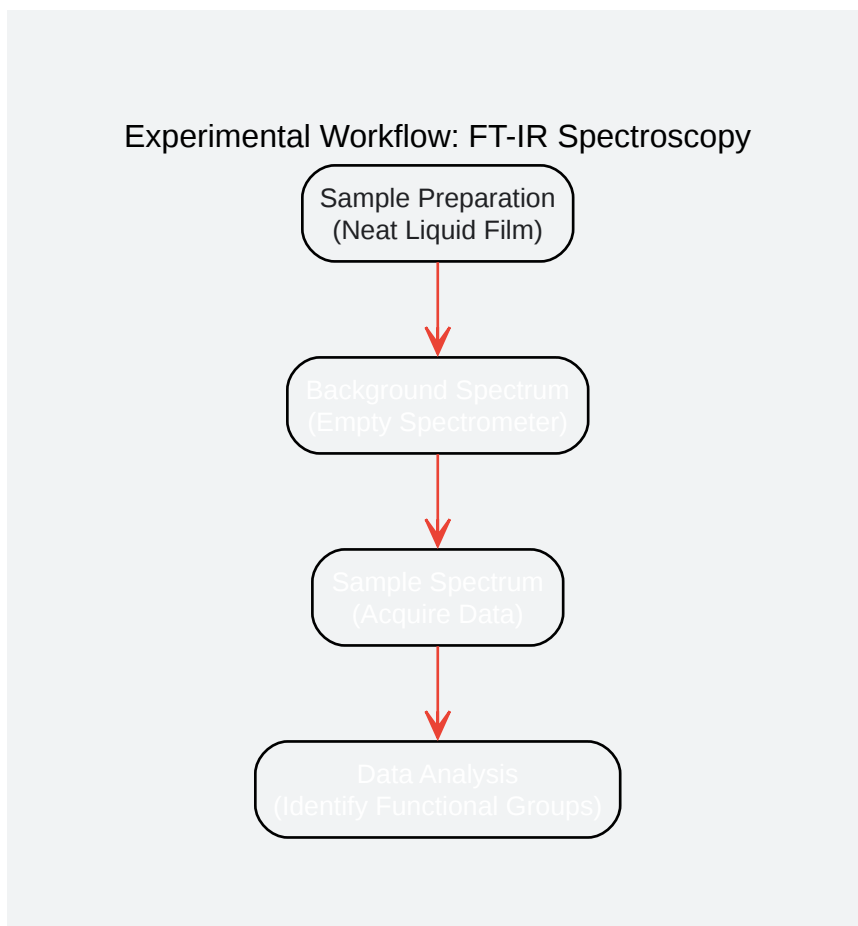 Experimental Workflow: FT-IR Spectroscopy
Sample Preparation
(Neat Liquid Film)
Background Spectrum
(Empty Spectrometer)
Sample Spectrum
(Acquire Data)
Data Analysis
(Identify Functional Groups)